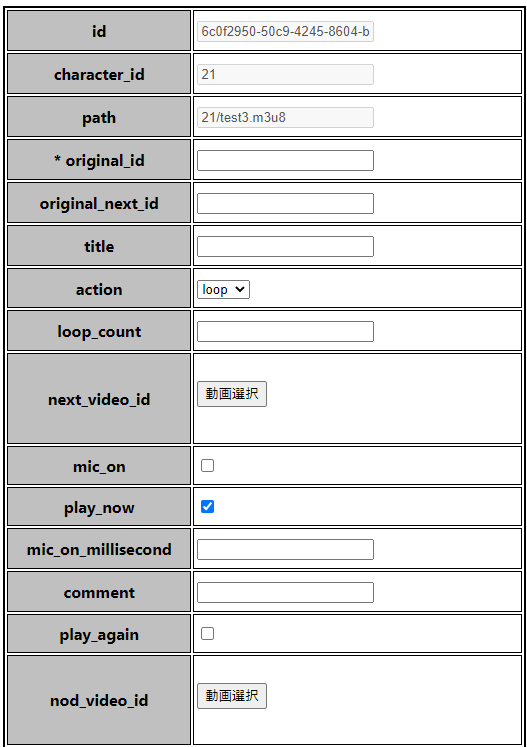 id 6c0f2950-50c9-4245-8604-b
character_id 21
path 21/test3.m3u8
* original_id
original_next_id
title
action loop
loop_count
next_video_id 動画選択
mic_on
play_now
mic_on_millisecond
comment
play_again
nod_video_id 動画選択